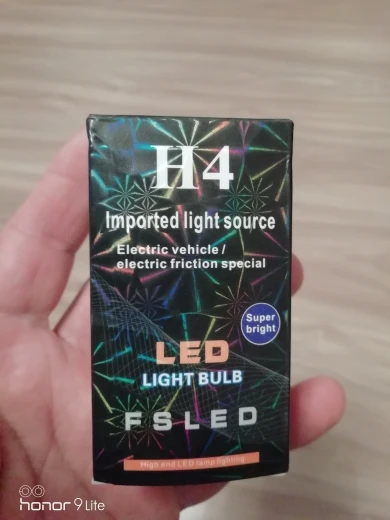 H4
Imported light source
Electric vehicle /
electric friction special
Super
bright
LED
LIGHT BULB
FSLED
High end LED lamp lighting
honor 9 Lite